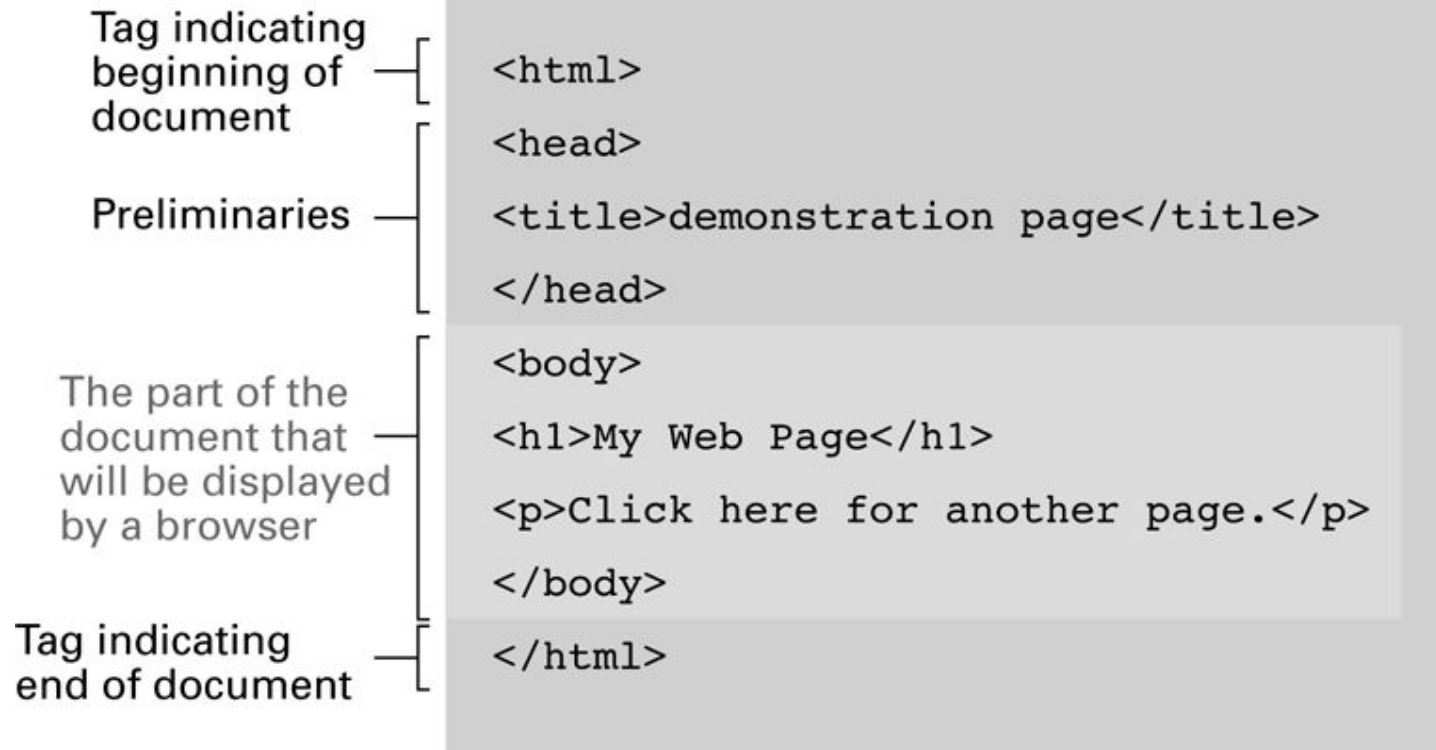 Tag indicating
beginning of
document
<html>
<head>
Preliminaries
<title>demonstration page</title>
</head>
The part of the
document that
will be displayed
by a browser
<body>
<h1>My Web Page</h1>
<p>Click here for another page.</p>
</body>
Tag indicating
end of document
</html>